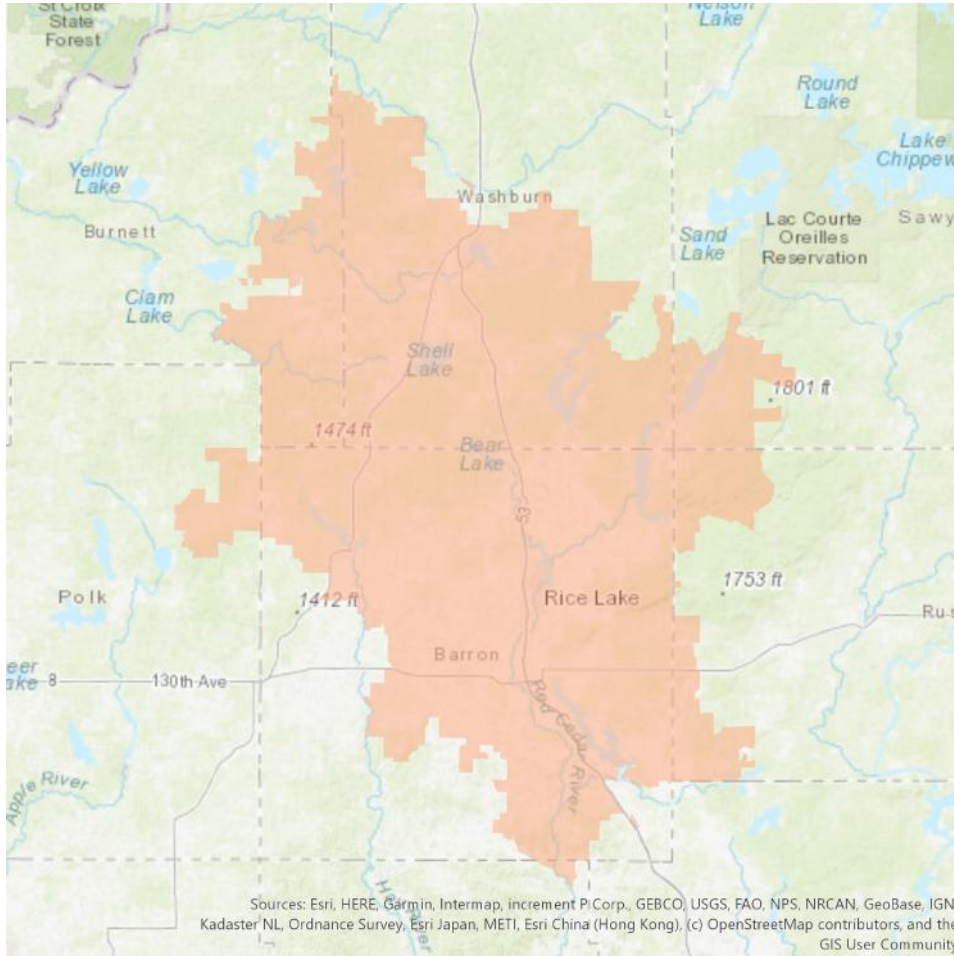 St Croix
State
Forest
Nelson
Lake
Round
Lake
Lake
Chippew
Yellow
Lake
Washburn
Lac Courte
Oreilles
Reservation
Sawy
Burnett
Sand
Lake
Clam
Lake
Shell
Lake
1801 ft
1474 ft
Bear
Lake
53
1753 ft
Polk
1412 ft
Rice Lake
Rus
Barron
eer
ake
8
130th Ave
Red Cedar River
Apple River
Hay River
Sources: Esri, HERE, Garmin, Intermap, increment P Corp., GEBCO, USGS, FAO, NPS, NRCAN, GeoBase, IGN,
Kadaster NL, Ordnance Survey, Esri Japan, METI, Esri China (Hong Kong), (c) OpenStreetMap contributors, and the
GIS User Community